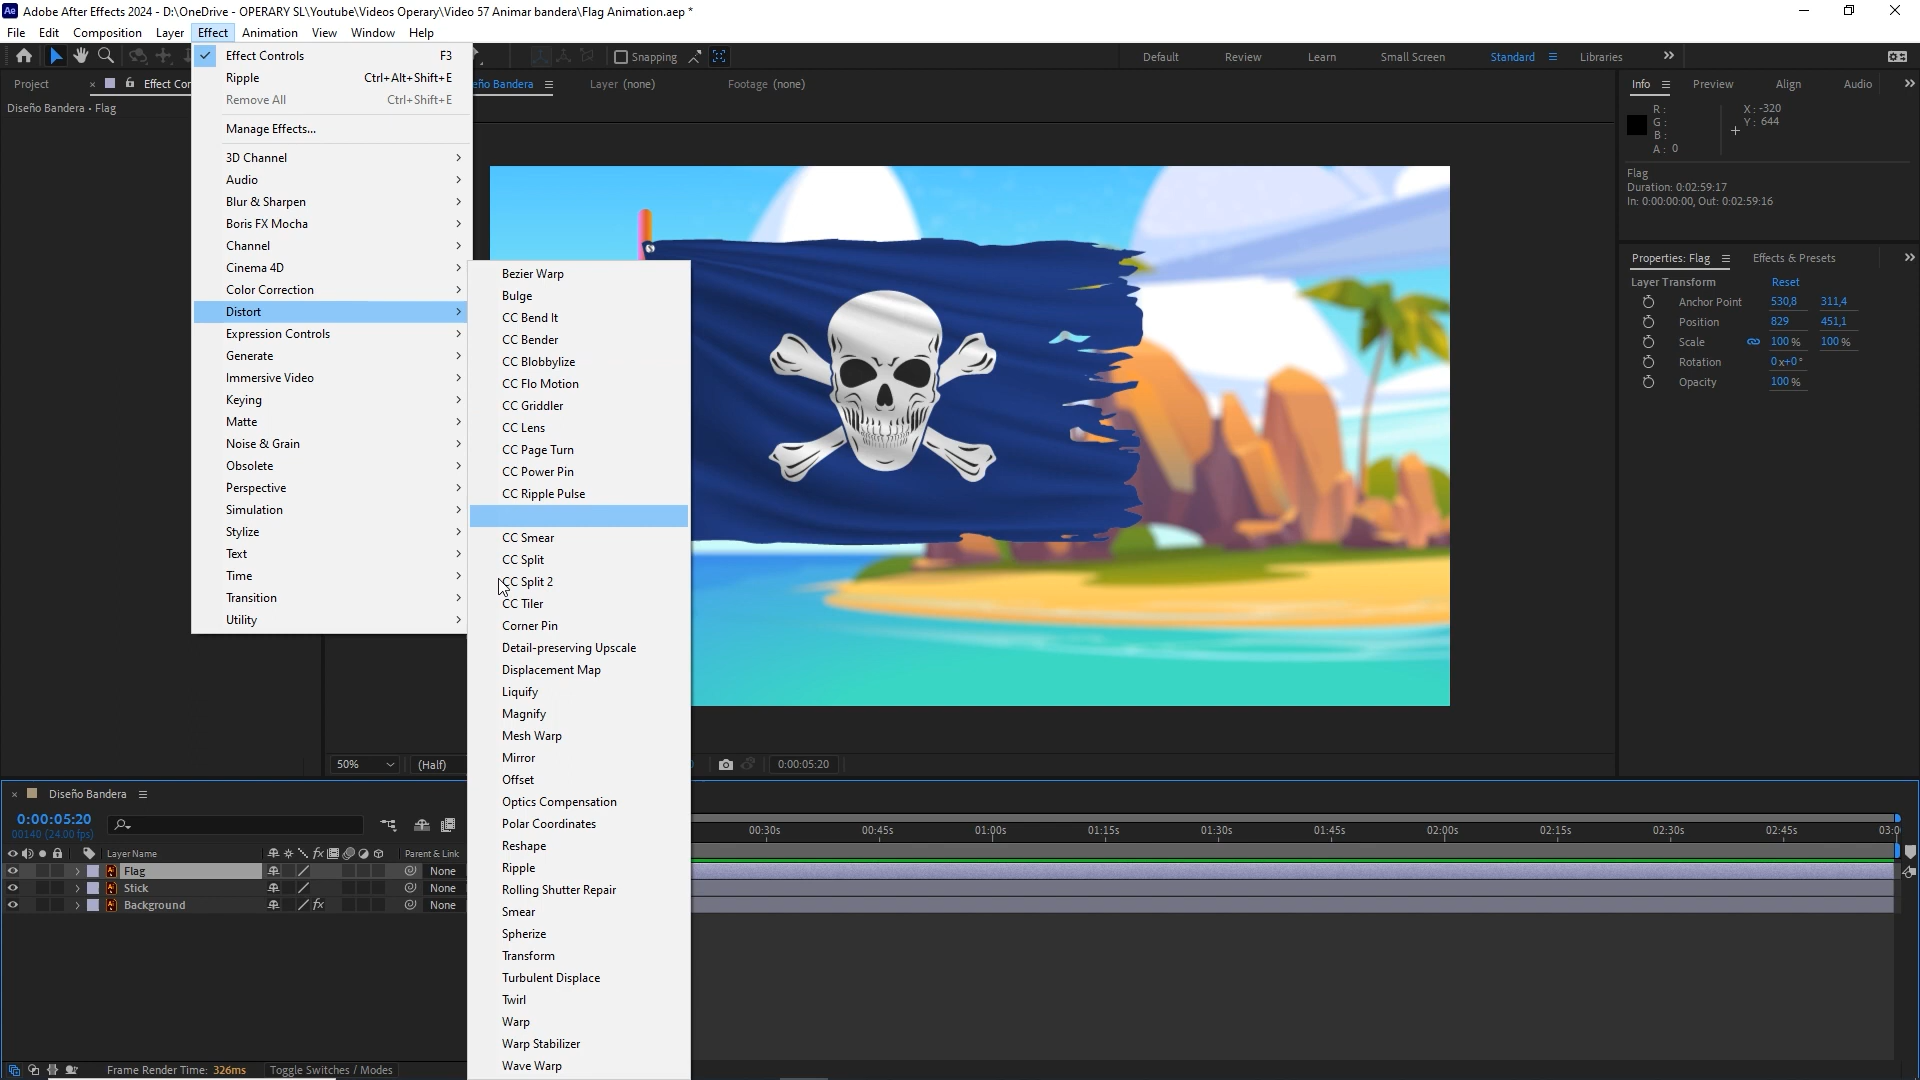 Ae Adobe After Effects 2024 - D:\OneDrive - OPERARY SL\Youtube\Videos Operary\Video 57 Animar bandera\Flag Animation.aep *
File Edit Composition Layer Effect Animation View Window Help
Snapping Default Review Learn Small Screen Standard Libraries
Project Effect Con
eño Bandera Layer (none) Footage (none)
Diseño Bandera • Flag
Effect Controls F3
Ripple Ctrl+Alt+Shift+E
Remove All Ctrl+Shift+E
Manage Effects...
3D Channel
Audio
Blur & Sharpen
Boris FX Mocha
Channel
Cinema 4D
Color Correction
Distort
Expression Controls
Generate
Immersive Video
Keying
Matte
Noise & Grain
Obsolete
Perspective
Simulation
Stylize
Text
Time
Transition
Utility
Bezier Warp
Bulge
CC Bend It
CC Bender
CC Blobbylize
CC Flo Motion
CC Griddler
CC Lens
CC Page Turn
CC Power Pin
CC Ripple Pulse
CC Smear
CC Split
CC Split 2
CC Tiler
Corner Pin
Detail-preserving Upscale
Displacement Map
Liquify
Magnify
Mesh Warp
Mirror
Offset
Optics Compensation
Polar Coordinates
Reshape
Ripple
Rolling Shutter Repair
Smear
Spherize
Transform
Turbulent Displace
Twirl
Warp
Warp Stabilizer
Wave Warp
Info Preview Align Audio
R :
G :
B :
A : 0
X : -320
Y : 644
Flag
Duration: 0:02:59:17
In: 0:00:00:00, Out: 0:02:59:16
Properties: Flag Effects & Presets
Layer Transform Reset
Anchor Point 530,8 311,4
Position 829 451,1
Scale 100 % 100 %
Rotation 0 x+0 °
Opacity 100 %
50% (Half) 0:00:05:20
Diseño Bandera
0:00:05:20
00140 (24.00 fps)
Layer Name Parent & Link
Flag None
Stick None
Background None
00:30s 00:45s 01:00s 01:15s 01:30s 01:45s 02:00s 02:15s 02:30s 02:45s 03:0
Frame Render Time: 326ms Toggle Switches / Modes